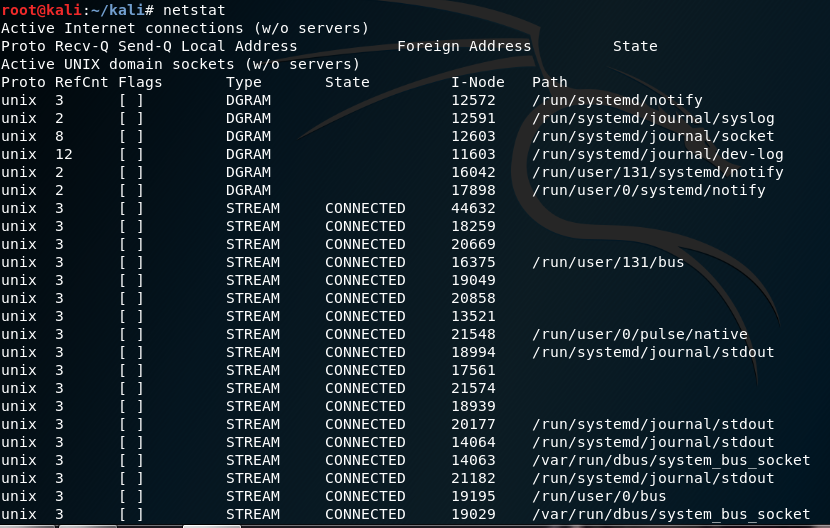 root@kali:~/kali# netstat
Active Internet connections (w/o servers)
Proto Recv-Q Send-Q Local Address           Foreign Address         State
Active UNIX domain sockets (w/o servers)
Proto RefCnt Flags       Type       State         I-Node   Path
unix  3      [ ]         DGRAM                    12572    /run/systemd/notify
unix  2      [ ]         DGRAM                    12591    /run/systemd/journal/syslog
unix  8      [ ]         DGRAM                    12603    /run/systemd/journal/socket
unix  12     [ ]         DGRAM                    11603    /run/systemd/journal/dev-log
unix  2      [ ]         DGRAM                    16042    /run/user/131/systemd/notify
unix  2      [ ]         DGRAM                    17898    /run/user/0/systemd/notify
unix  3      [ ]         STREAM     CONNECTED     44632
unix  3      [ ]         STREAM     CONNECTED     18259
unix  3      [ ]         STREAM     CONNECTED     20669
unix  3      [ ]         STREAM     CONNECTED     16375    /run/user/131/bus
unix  3      [ ]         STREAM     CONNECTED     19049
unix  3      [ ]         STREAM     CONNECTED     20858
unix  3      [ ]         STREAM     CONNECTED     13521
unix  3      [ ]         STREAM     CONNECTED     21548    /run/user/0/pulse/native
unix  3      [ ]         STREAM     CONNECTED     18994    /run/systemd/journal/stdout
unix  3      [ ]         STREAM     CONNECTED     17561
unix  3      [ ]         STREAM     CONNECTED     21574
unix  3      [ ]         STREAM     CONNECTED     18939
unix  3      [ ]         STREAM     CONNECTED     20177    /run/systemd/journal/stdout
unix  3      [ ]         STREAM     CONNECTED     14064    /run/systemd/journal/stdout
unix  3      [ ]         STREAM     CONNECTED     14063    /var/run/dbus/system_bus_socket
unix  3      [ ]         STREAM     CONNECTED     21182    /run/systemd/journal/stdout
unix  3      [ ]         STREAM     CONNECTED     19195    /run/user/0/bus
unix  3      [ ]         STREAM     CONNECTED     19029    /var/run/dbus/system_bus_socket